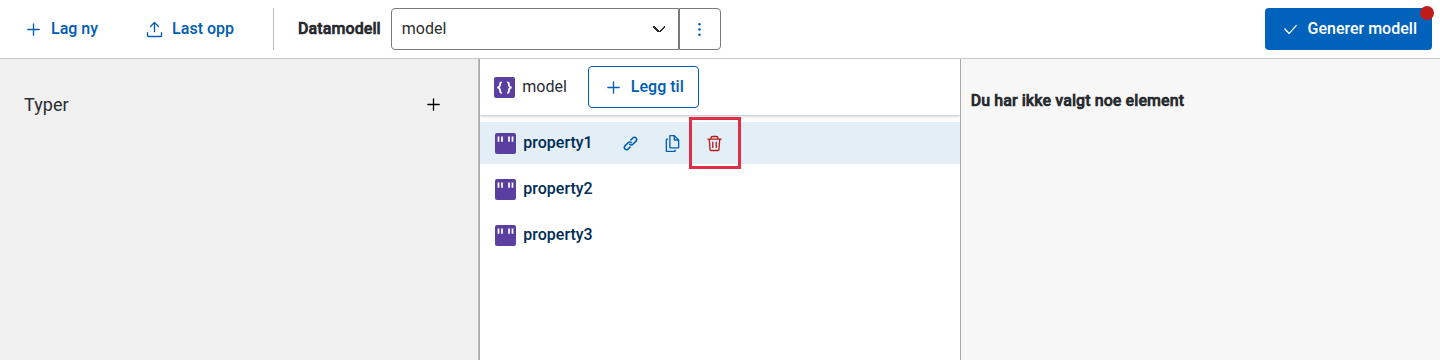 Lag ny
Last opp
Datamodell
model
Generer modell
Typer
model
Legg til
property1
property2
property3
Du har ikke valgt noe element